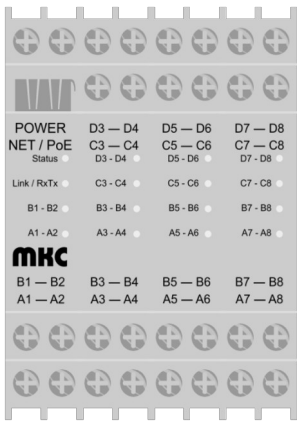 POWER D3 — D4 D5 — D6 D7 — D8
NET / PoE C3 — C4 C5 — C6 C7 — C8
Status D3 - D4 D5 - D6 D7 - D8
Link / RxTx C3 - C4 C5 - C6 C7 - C8
B1 - B2 B3 - B4 B5 - B6 B7 - B8
A1 - A2 A3 - A4 A5 - A6 A7 - A8
MKC
B1 — B2 B3 — B4 B5 — B6 B7 — B8
A1 — A2 A3 — A4 A5 — A6 A7 — A8